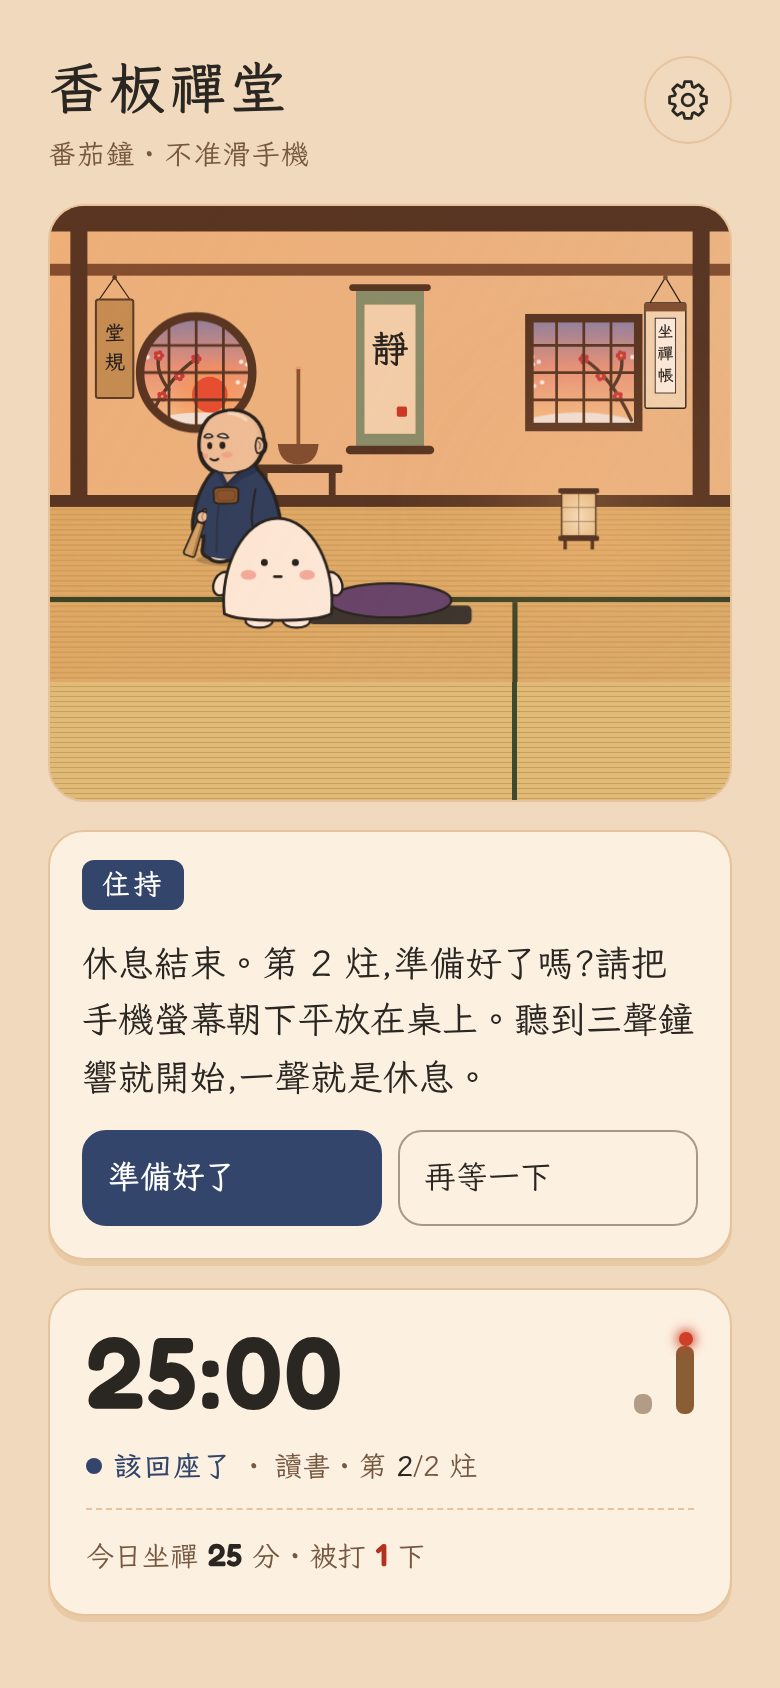 香板禪堂
番茄鐘・不准滑手機
堂規
靜
坐禪帳
住持
休息結束。第 2 炷,準備好了嗎?請把
手機螢幕朝下平放在桌上。聽到三聲鐘
響就開始,一聲就是休息。
準備好了
再等一下
25:00
該回座了 · 讀書・第 2/2 炷
今日坐禪 25 分・被打 1 下